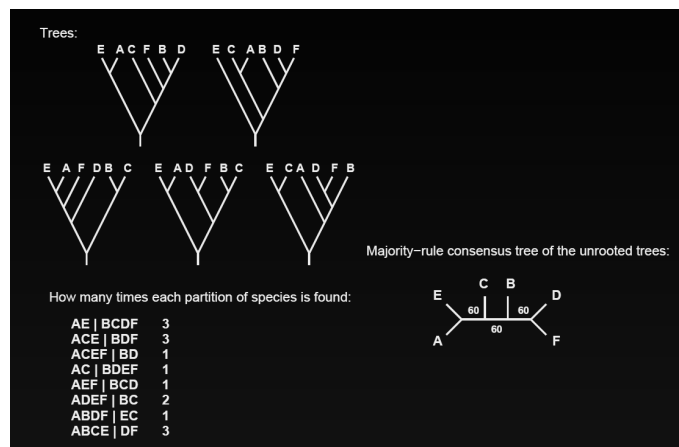 Trees:
E A C F B D
E C A B D F
E A F D B C
E A D F B C
E C A D F B
Majority−rule consensus tree of the unrooted trees:
How many times each partition of species is found:
AE | BCDF 3
ACE | BDF 3
ACEF | BD 1
AC | BDEF 1
AEF | BCD 1
ADEF | BC 2
ABDF | EC 1
ABCE | DF 3
C B
E D
60 60
60
A F